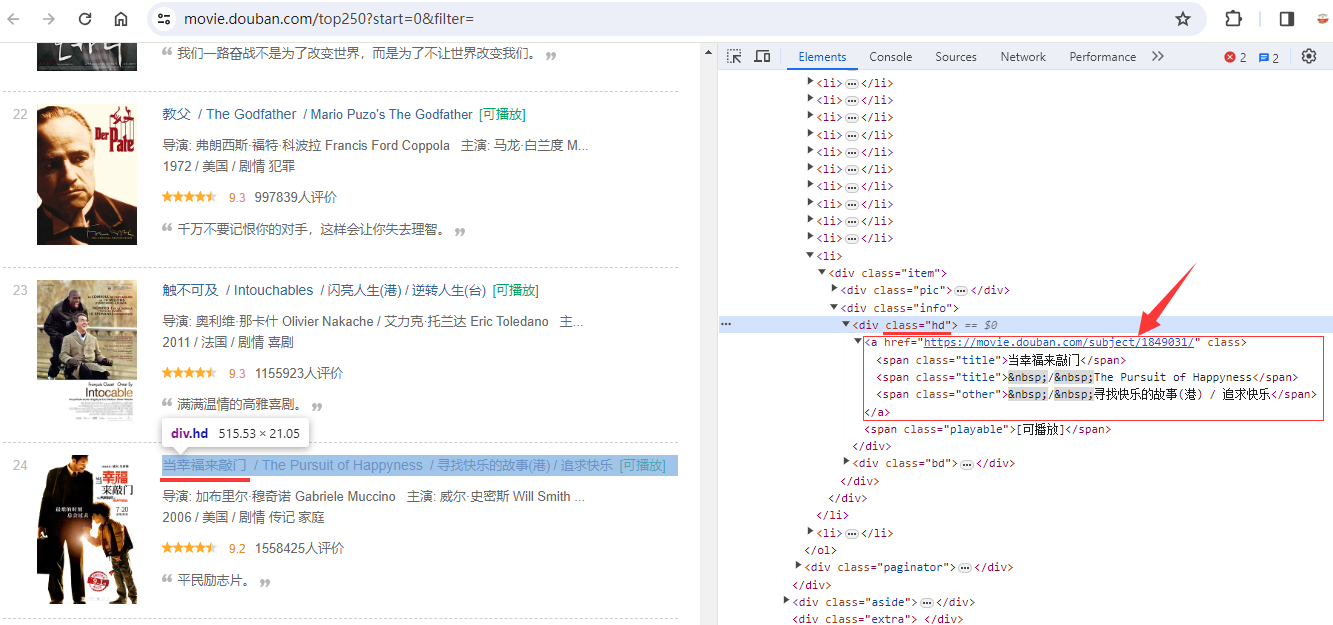 movie.douban.com/top250?start=0&filter=
“ 我们一路奋战不是为了改变世界，而是为了不让世界改变我们。 ”
22
Der Pate
教父 / The Godfather / Mario Puzo's The Godfather [可播放]
导演: 弗朗西斯·福特·科波拉 Francis Ford Coppola 主演: 马龙·白兰度 M...
1972 / 美国 / 剧情 犯罪
9.3 997839人评价
“ 千万不要记恨你的对手，这样会让你失去理智。 ”
23
Intocable
触不可及 / Intouchables / 闪亮人生(港) / 逆转人生(台) [可播放]
导演: 奥利维·那卡什 Olivier Nakache / 艾力克·托兰达 Eric Toledano 主...
2011 / 法国 / 剧情 喜剧
9.3 1155923人评价
“ 满满温情的高雅喜剧。 ”
div.hd 515.53 × 21.05
24
当幸福来敲门
7.20
当幸福来敲门 / The Pursuit of Happyness / 寻找快乐的故事(港) / 追求快乐 [可播放]
导演: 加布里尔·穆奇诺 Gabriele Muccino 主演: 威尔·史密斯 Will Smith ...
2006 / 美国 / 剧情 传记 家庭
9.2 1558425人评价
“ 平民励志片。 ”
Elements Console Sources Network Performance >> 2 2
<li>…</li>
<li>…</li>
<li>…</li>
<li>…</li>
<li>…</li>
<li>…</li>
<li>…</li>
<li>…</li>
<li>…</li>
<li>…</li>
<li>
<div class="item">
<div class="pic">…</div>
<div class="info">
… <div class="hd"> == $0
<a href="https://movie.douban.com/subject/1849031/" class>
<span class="title">当幸福来敲门</span>
<span class="title">&nbsp;/&nbsp;The Pursuit of Happyness</span>
<span class="other">&nbsp;/&nbsp;寻找快乐的故事(港) / 追求快乐</span>
</a>
<span class="playable">[可播放]</span>
</div>
<div class="bd">…</div>
</div>
</div>
</li>
<li>…</li>
</ol>
<div class="paginator">…</div>
</div>
<div class="aside">…</div>
<div class="extra"> </div>